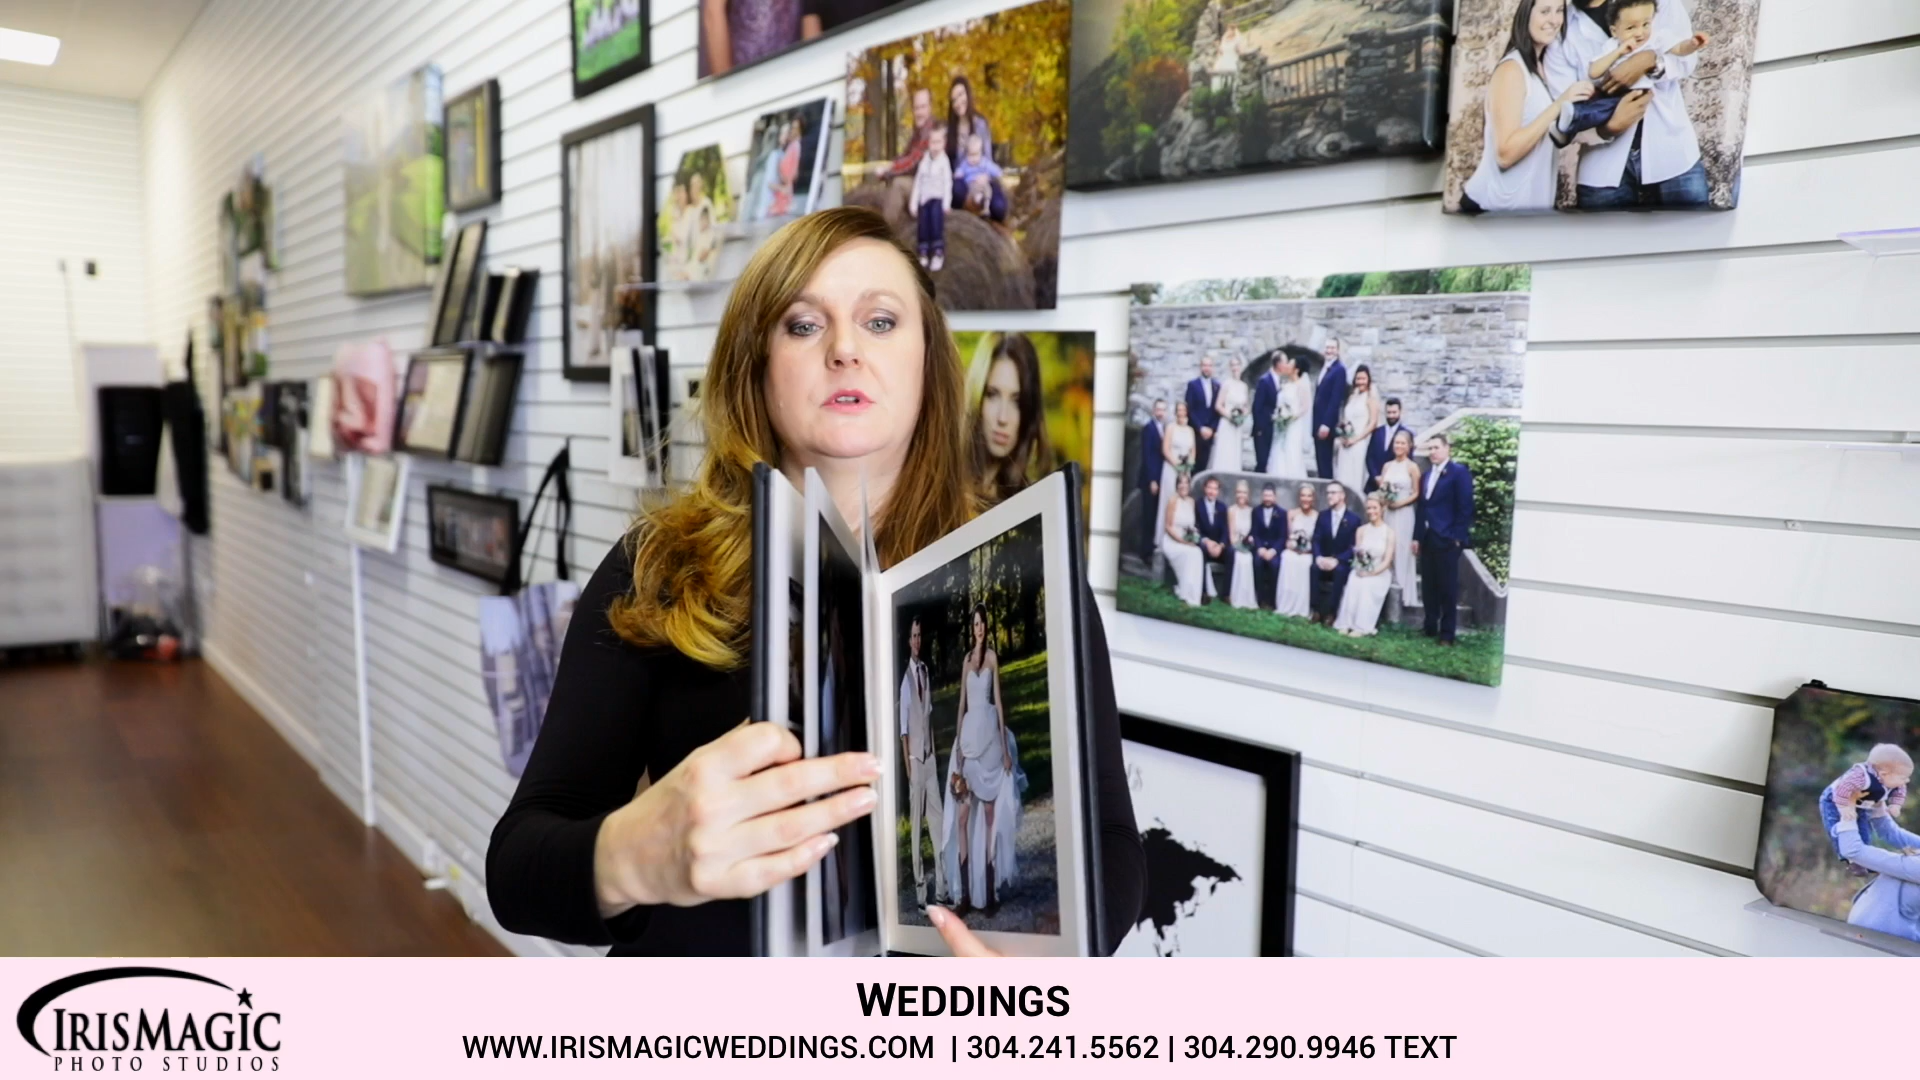 WEDDINGS
IRISMAGIC
PHOTO STUDIOS
WWW.IRISMAGICWEDDINGS.COM | 304.241.5562 | 304.290.9946 TEXT